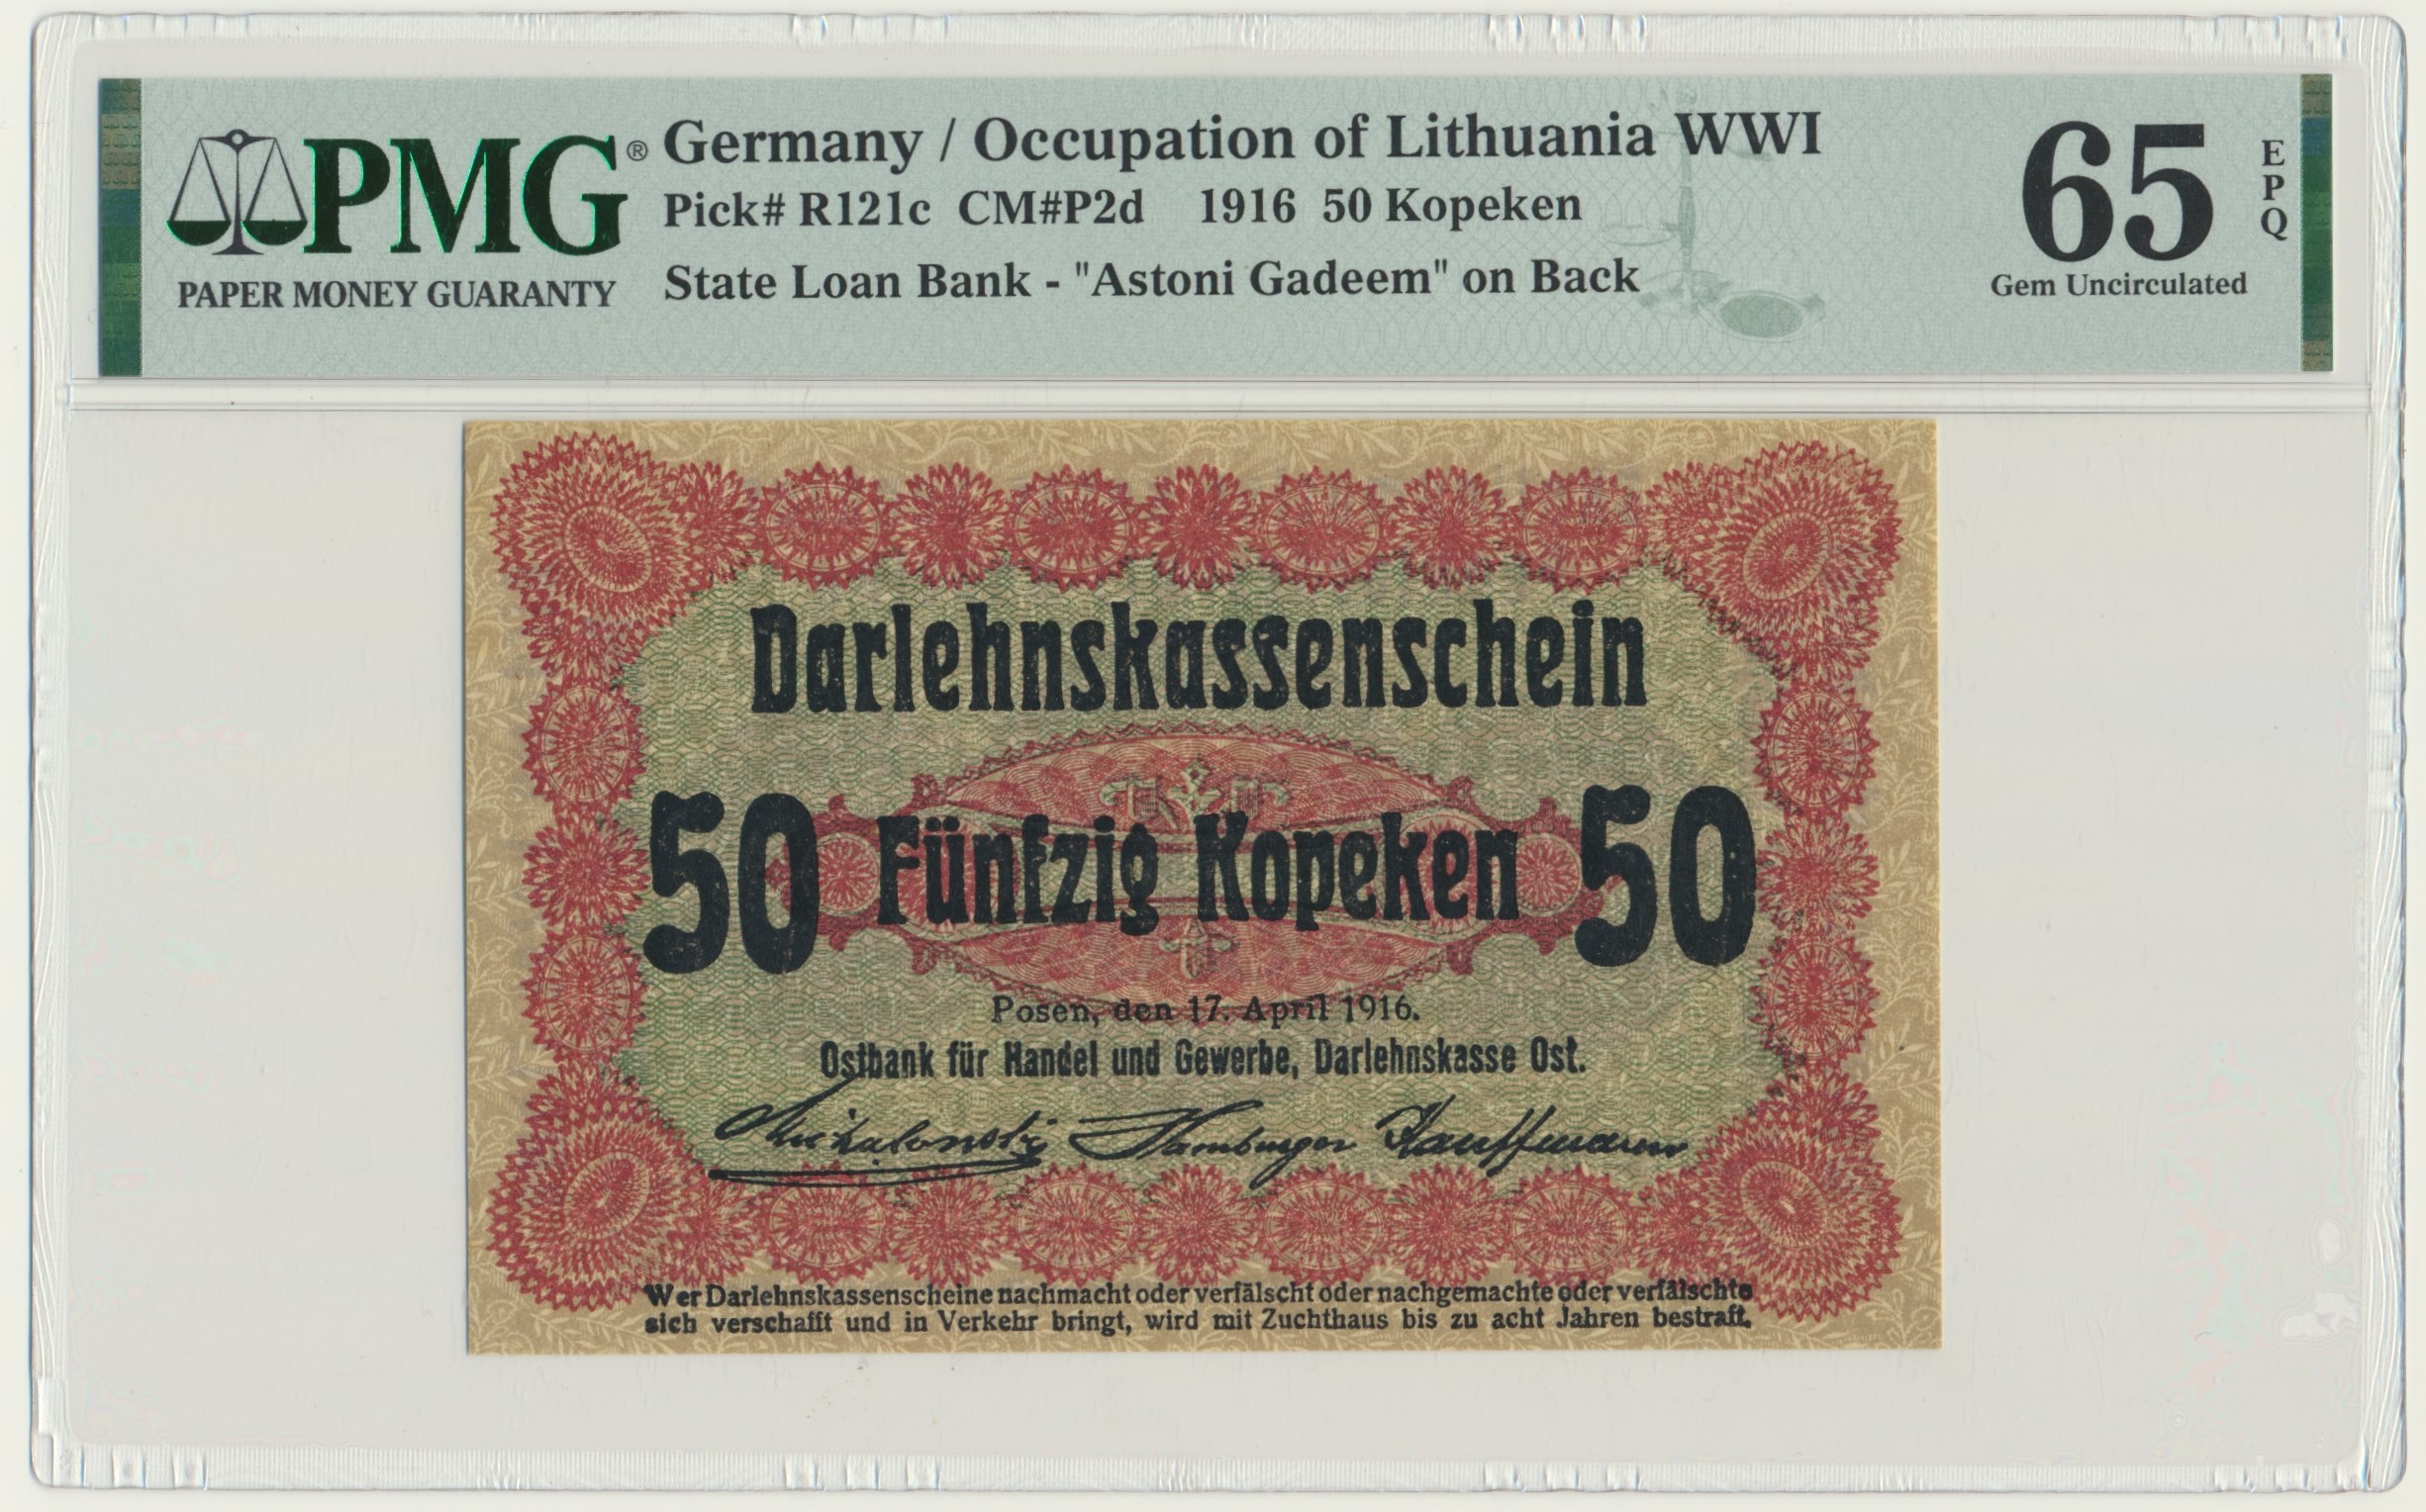 PMG®
PAPER MONEY GUARANTY
Germany / Occupation of Lithuania WWI
Pick# R121c CM#P2d 1916 50 Kopeken
State Loan Bank - "Astoni Gadeem" on Back
65 EPQ
Gem Uncirculated
Darlehnskassenschein
50 Fünfzig Kopeken 50
Posen, den 17. April 1916.
Ostbank für Handel und Gewerbe, Darlehnskasse Ost.
Michalowsky Hamburger Kauffmann
Wer Darlehnskassenscheine nachmacht oder verfälscht oder nachgemachte oder verfälschte
sich verschafft und in Verkehr bringt, wird mit Zuchthaus bis zu acht Jahren bestraft.